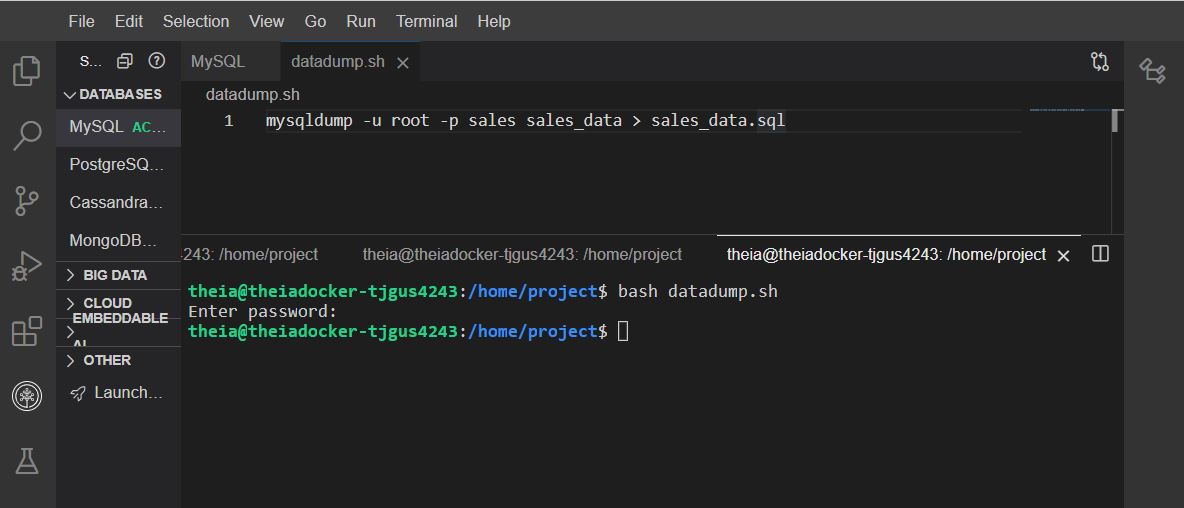 File Edit Selection View Go Run Terminal Help
S...
MySQL
datadump.sh
DATABASES
MySQL AC...
PostgreSQ...
Cassandra...
MongoDB...
BIG DATA
CLOUD
EMBEDDABLE
AI
OTHER
Launch...
datadump.sh
1 mysqldump -u root -p sales sales_data > sales_data.sql
4243: /home/project
theia@theiadocker-tjgus4243: /home/project
theia@theiadocker-tjgus4243: /home/project
theia@theiadocker-tjgus4243:/home/project$ bash datadump.sh
Enter password:
theia@theiadocker-tjgus4243:/home/project$